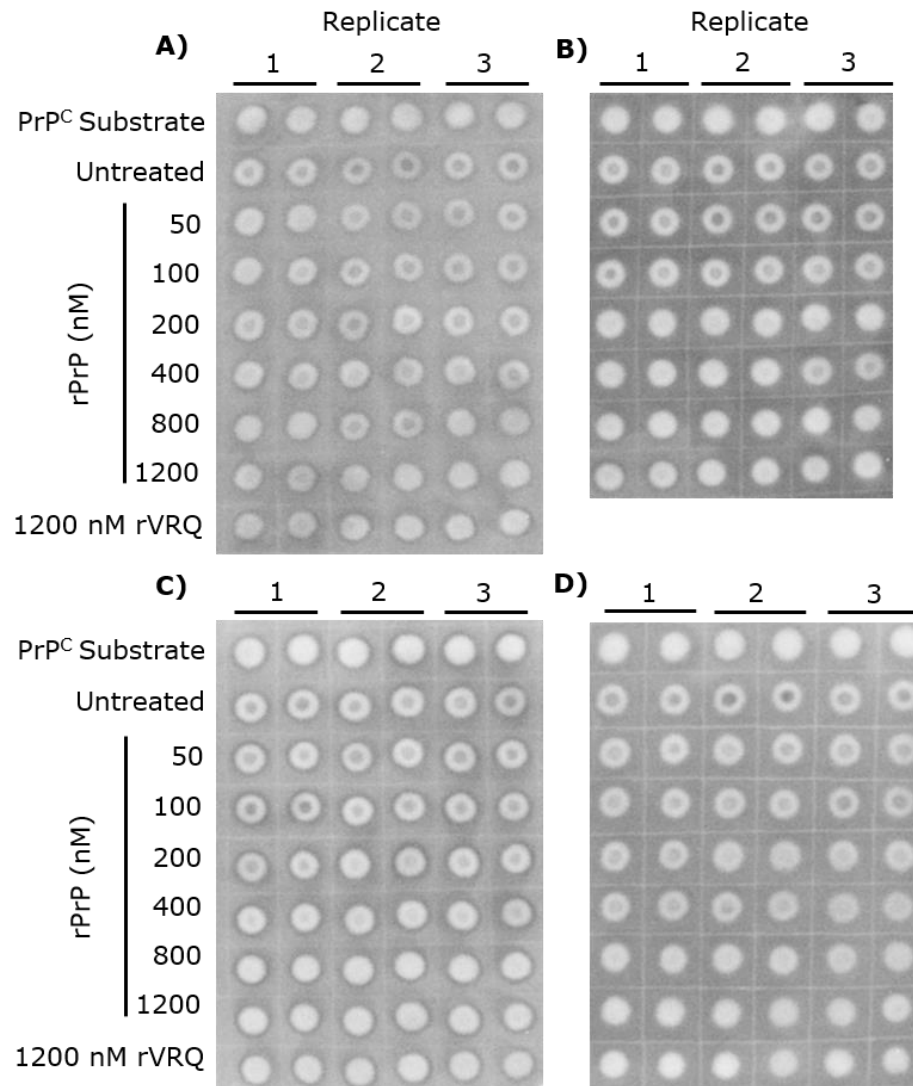 Replicate
A)
1 2 3
Replicate
B)
1 2 3
PrPC Substrate
Untreated
50
100
200
400
800
1200
rPrP (nM)
1200 nM rVRQ
C)
1 2 3
D)
1 2 3
PrPC Substrate
Untreated
50
100
200
400
800
1200
rPrP (nM)
1200 nM rVRQ